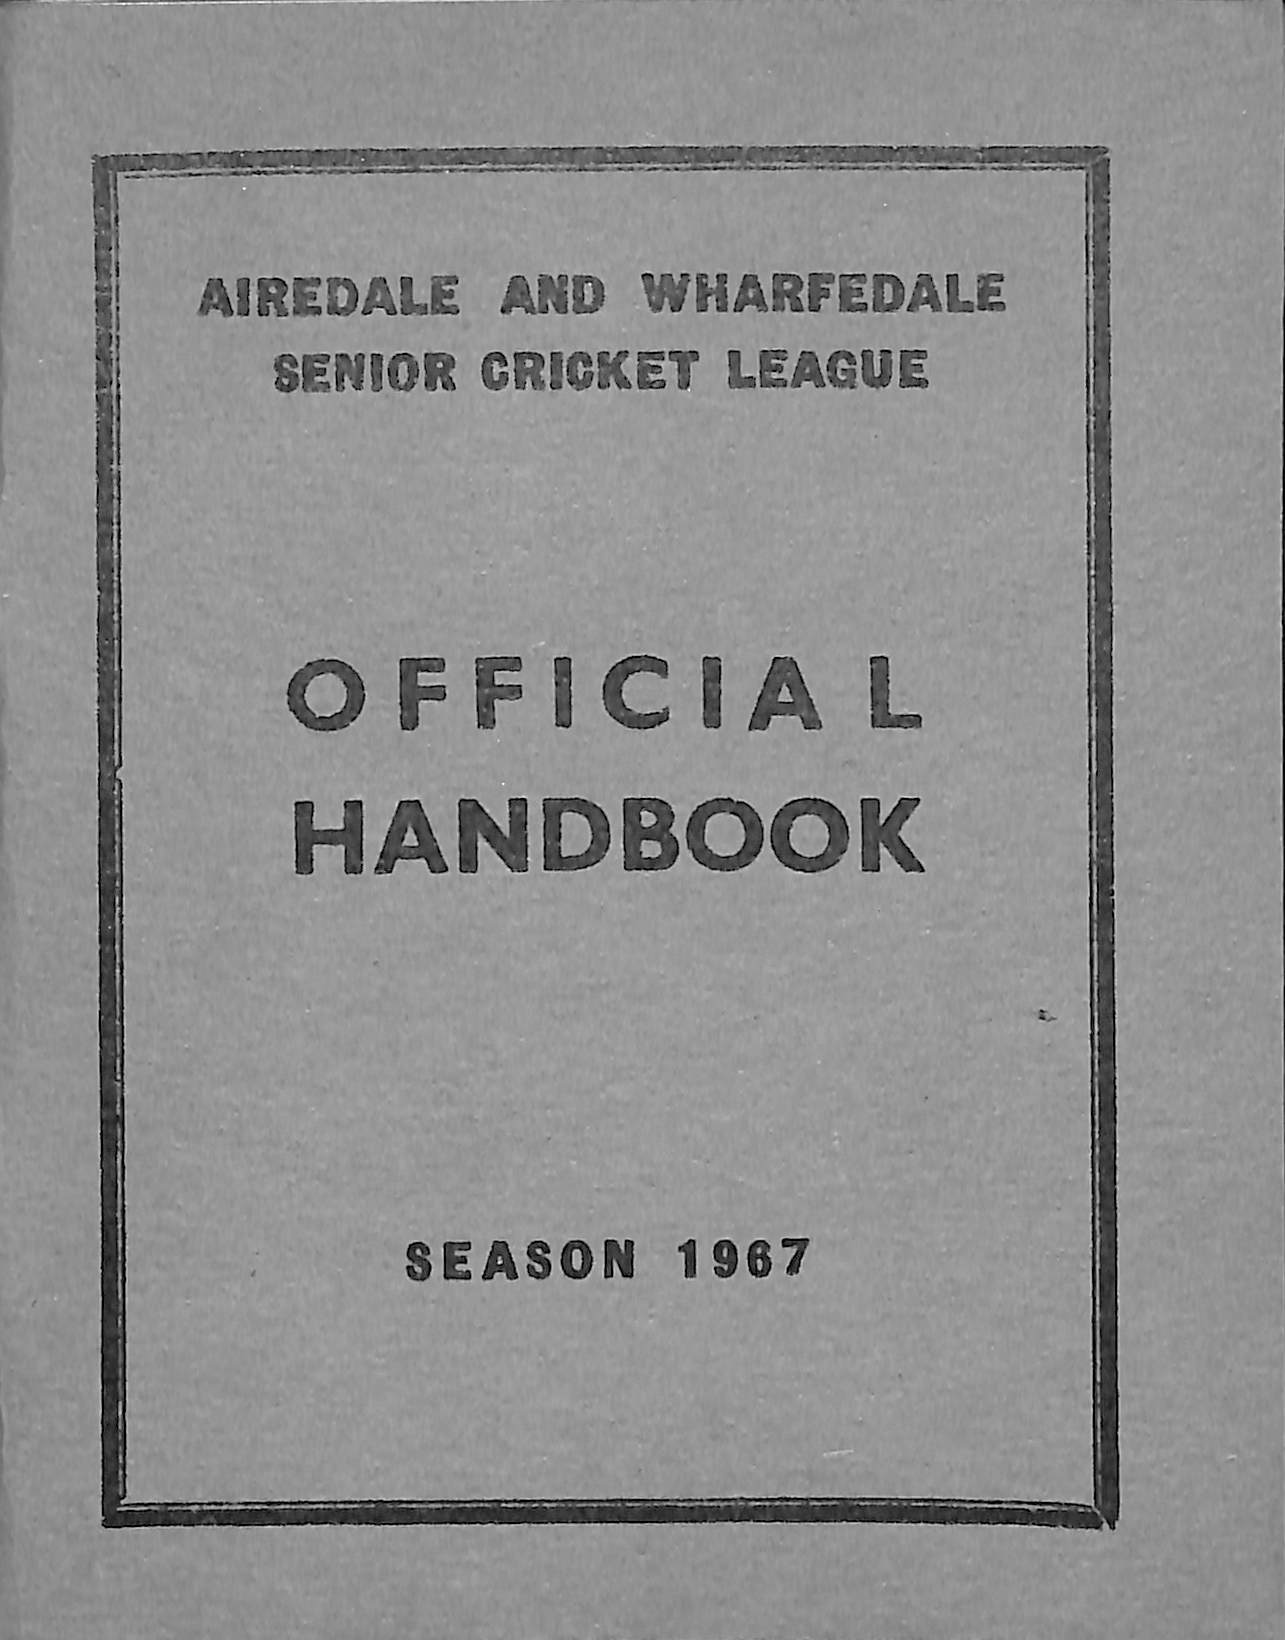 AIREDALE AND WHARFEDALE
SENIOR CRICKET LEAGUE
OFFICIAL
HANDBOOK
SEASON 1967